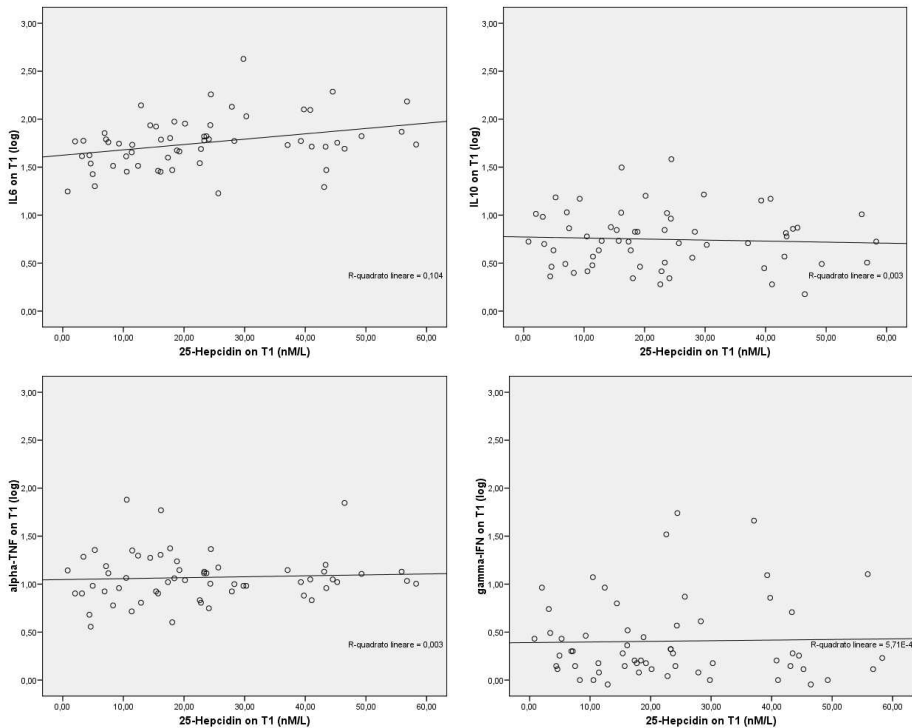 IL6 on T1 (log)
3,00
2,50
2,00
1,50
1,00
0,50
0,00
R-quadrato lineare = 0,104
0,00 10,00 20,00 30,00 40,00 50,00 60,00
25-Hepcidin on T1 (nM/L)
IL10 on T1 (log)
3,00
2,50
2,00
1,50
1,00
0,50
0,00
R-quadrato lineare = 0,003
0,00 10,00 20,00 30,00 40,00 50,00 60,00
25-Hepcidin on T1 (nM/L)
alpha-TNF on T1 (log)
3,00
2,50
2,00
1,50
1,00
0,50
0,00
R-quadrato lineare = 0,003
0,00 10,00 20,00 30,00 40,00 50,00 60,00
25-Hepcidin on T1 (nM/L)
gamma-IFN on T1 (log)
3,00
2,50
2,00
1,50
1,00
0,50
0,00
R-quadrato lineare = 5,71E-4
0,00 10,00 20,00 30,00 40,00 50,00 60,00
25-Hepcidin on T1 (nM/L)